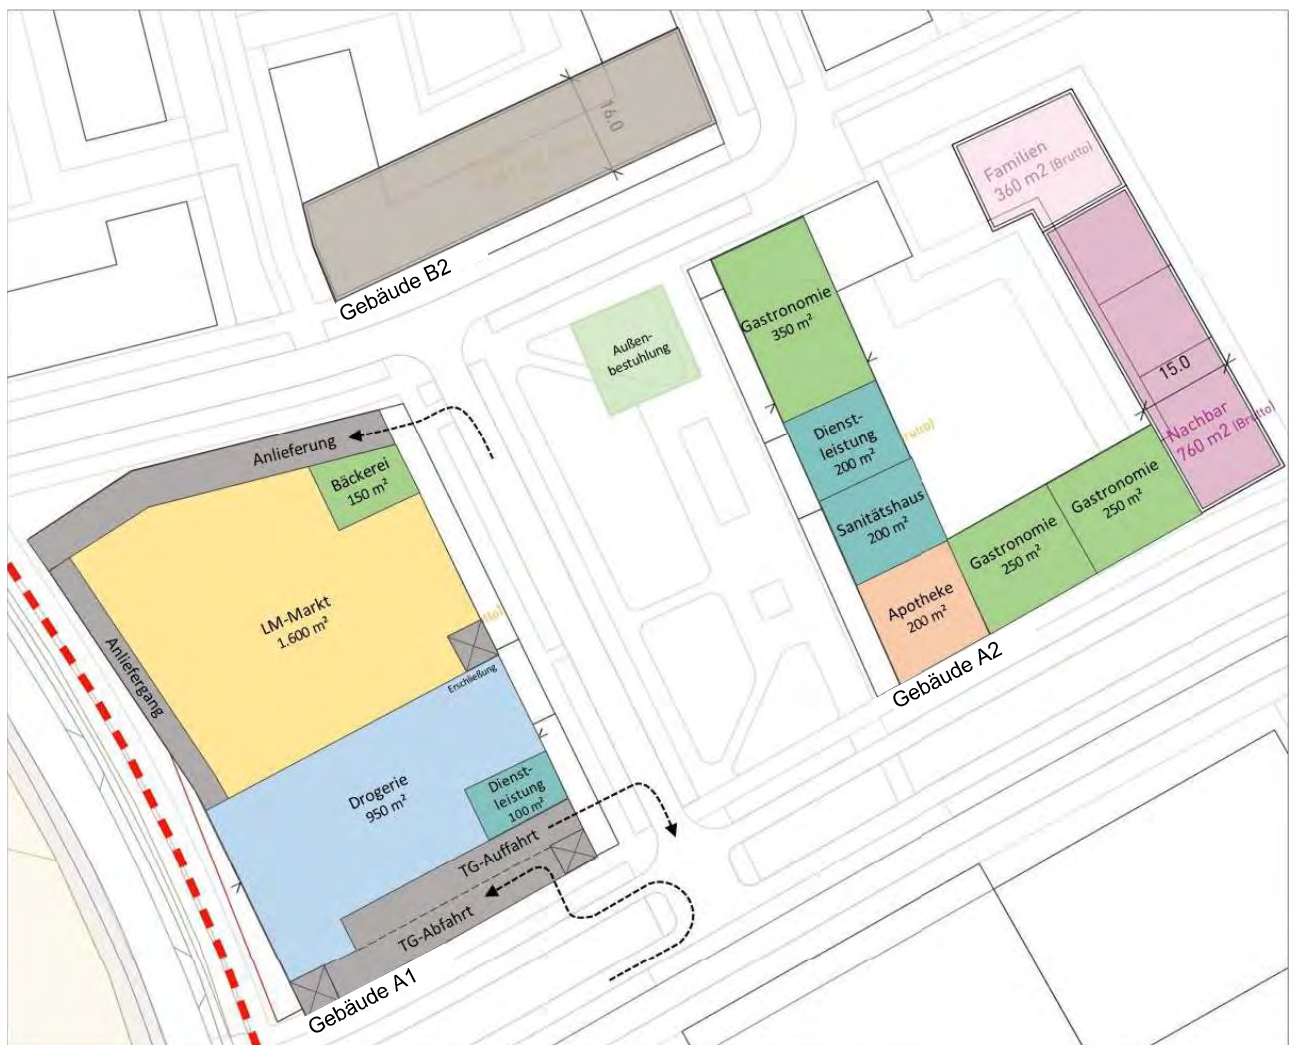 16.0
Gebäude B2
Familien
360 m2 (Brutto)
Gastronomie
350 m²
Außen-
bestuhlung
15.0
Nachbar
760 m2 (Brutto)
Dienst-
leistung
200 m²
Sanitätshaus
200 m²
Gastronomie
250 m²
Gastronomie
250 m²
Apotheke
200 m²
Gebäude A2
Anlieferung
Bäckerei
150 m²
LM-Markt
1.600 m²
Anliefergang
Erschließung
Drogerie
950 m²
Dienst-
leistung
100 m²
TG-Auffahrt
TG-Abfahrt
Gebäude A1